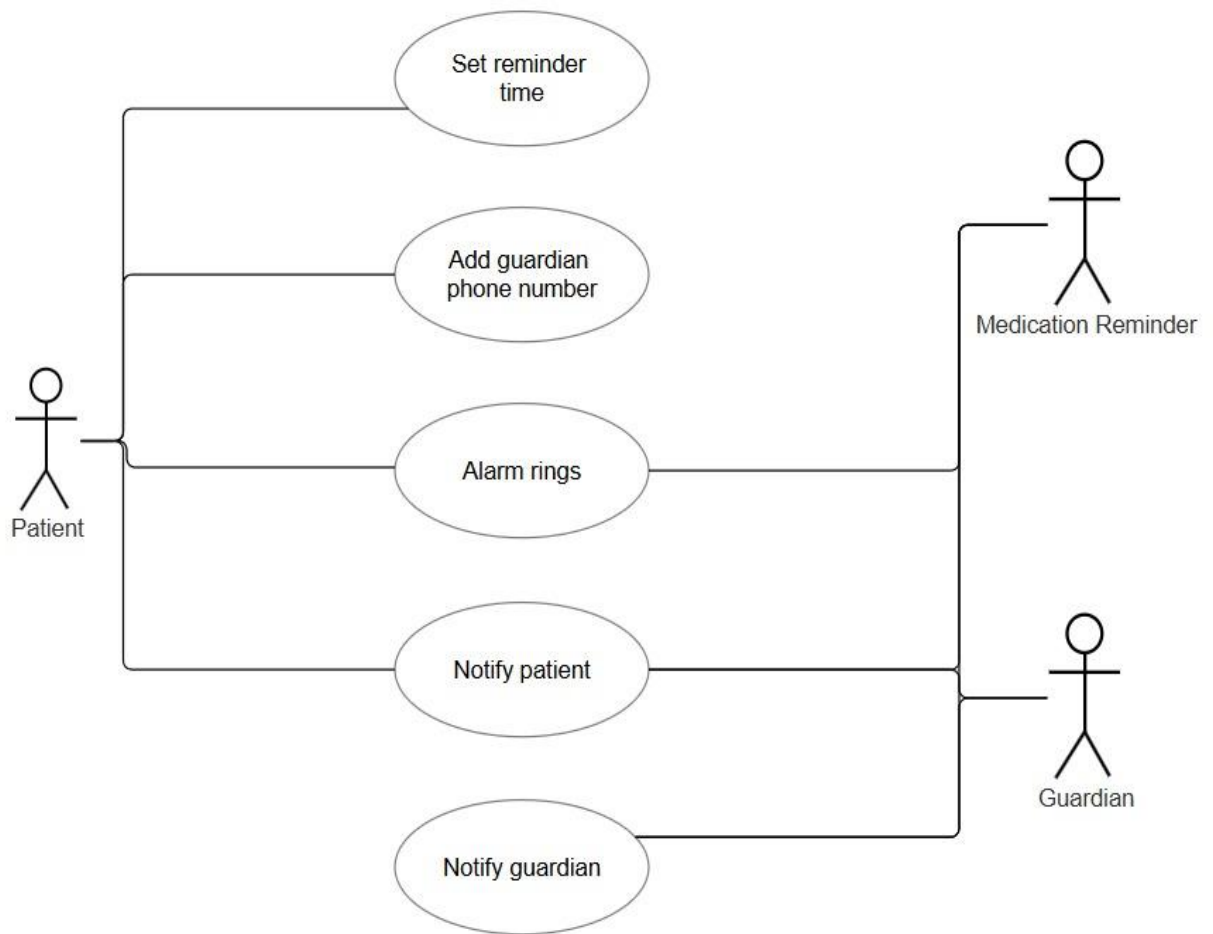 Set reminder
time
Add guardian
phone number
Medication Reminder
Alarm rings
Patient
Notify patient
Guardian
Notify guardian